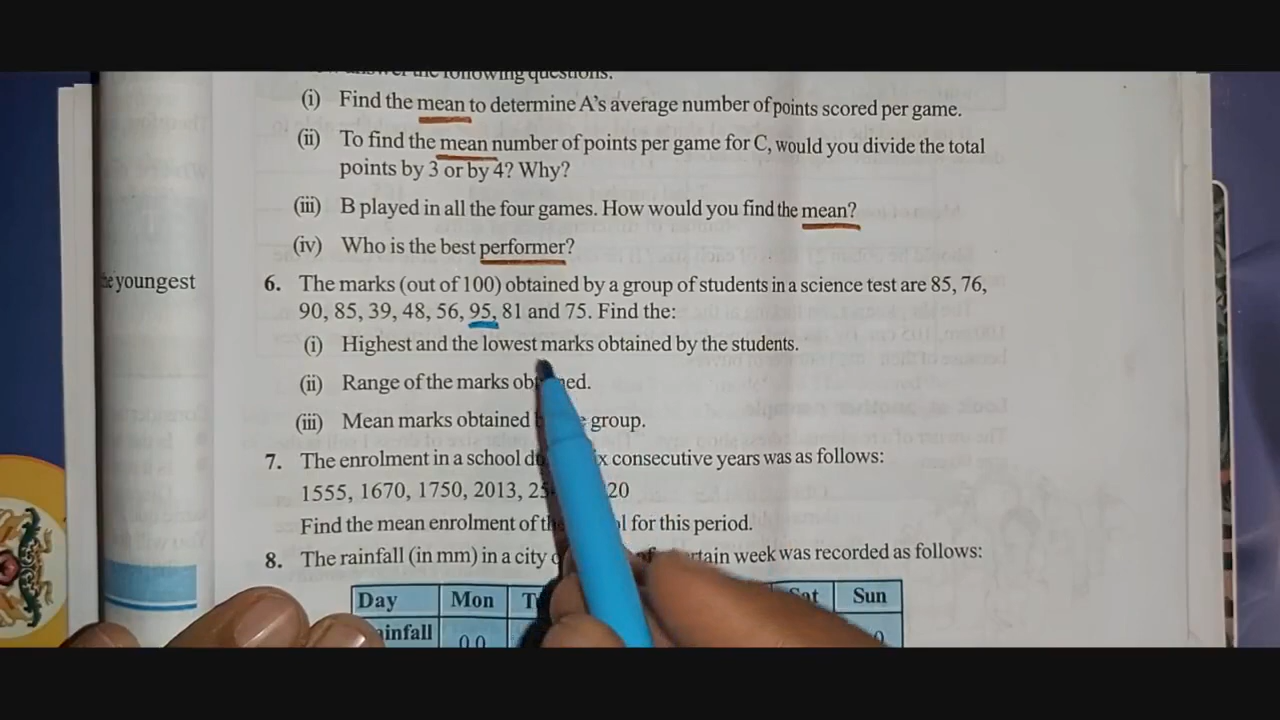 the following questions.
(i) Find the mean to determine A's average number of points scored per game.
(ii) To find the mean number of points per game for C, would you divide the total
points by 3 or by 4? Why?
(iii) B played in all the four games. How would you find the mean?
(iv) Who is the best performer?
youngest
6. The marks (out of 100) obtained by a group of students in a science test are 85, 76,
90, 85, 39, 48, 56, 95, 81 and 75. Find the:
(i) Highest and the lowest marks obtained by the students.
(ii) Range of the marks obtained.
(iii) Mean marks obtained group.
7. The enrolment in a school consecutive years was as follows:
1555, 1670, 1750, 2013,
Find the mean enrolment of for this period.
8. The rainfall (in mm) in a city week was recorded as follows:
Day Mon Sat Sun
0.0